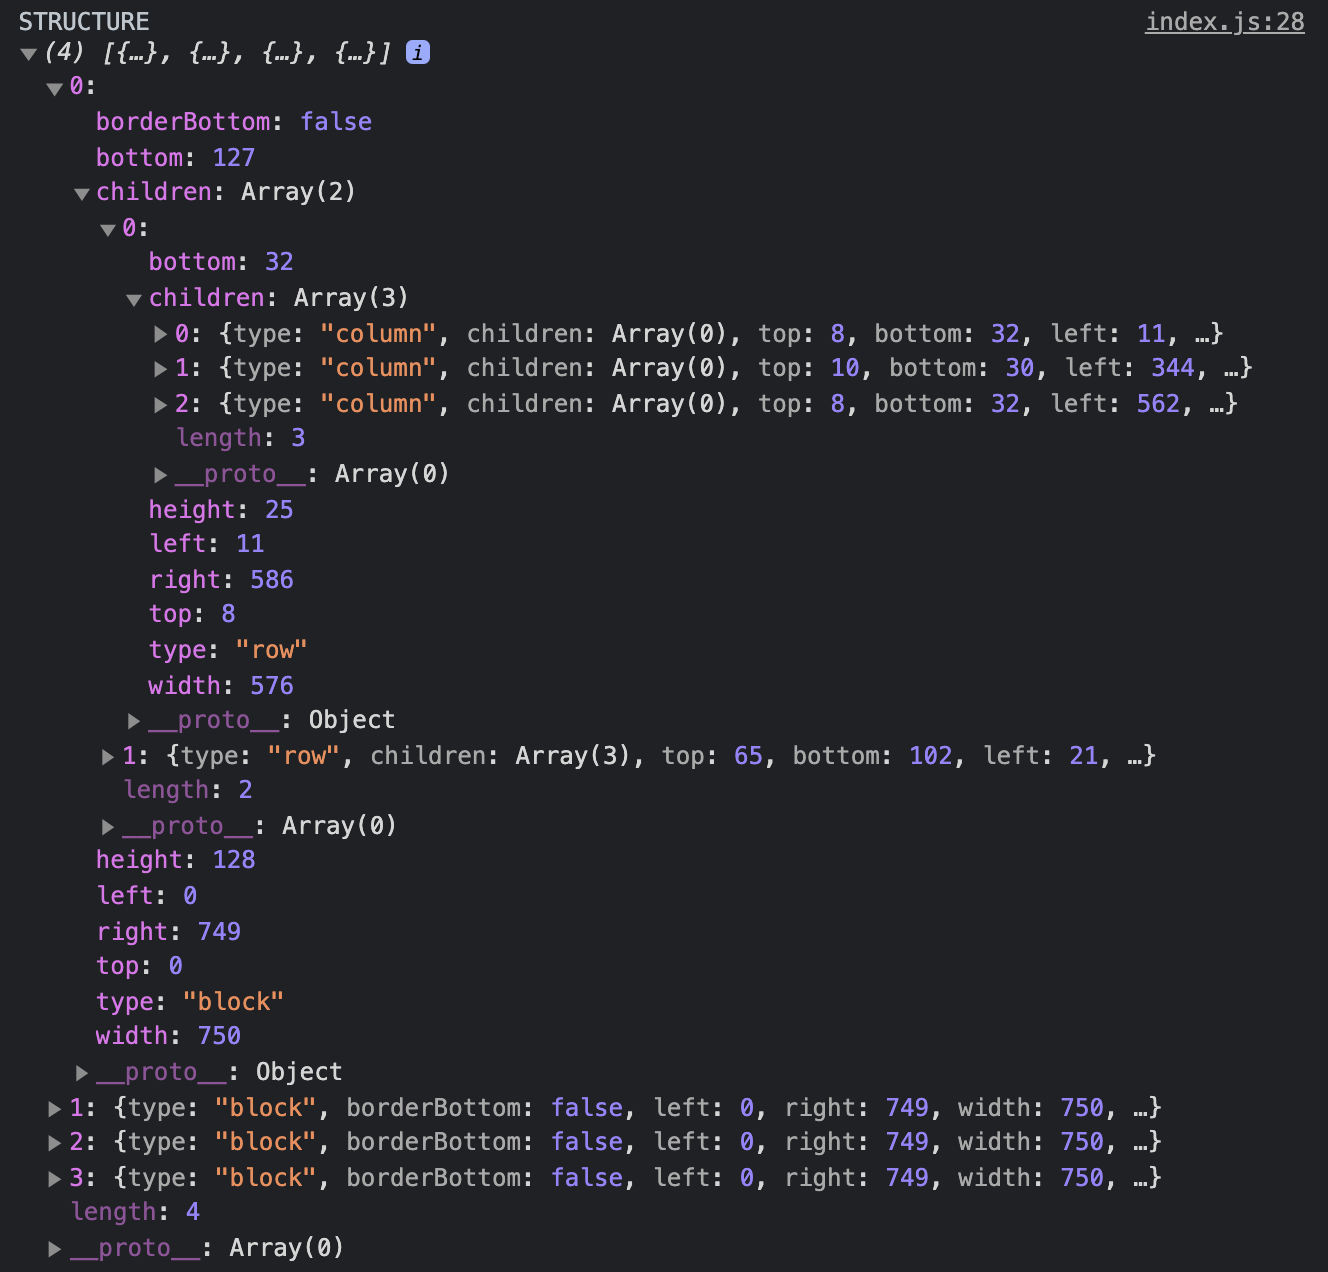 STRUCTURE index.js:28
▼(4) [{…}, {…}, {…}, {…}] i
▼0:
borderBottom: false
bottom: 127
▼children: Array(2)
▼0:
bottom: 32
▼children: Array(3)
▶0: {type: "column", children: Array(0), top: 8, bottom: 32, left: 11, …}
▶1: {type: "column", children: Array(0), top: 10, bottom: 30, left: 344, …}
▶2: {type: "column", children: Array(0), top: 8, bottom: 32, left: 562, …}
length: 3
▶__proto__: Array(0)
height: 25
left: 11
right: 586
top: 8
type: "row"
width: 576
▶__proto__: Object
▶1: {type: "row", children: Array(3), top: 65, bottom: 102, left: 21, …}
length: 2
▶__proto__: Array(0)
height: 128
left: 0
right: 749
top: 0
type: "block"
width: 750
▶__proto__: Object
▶1: {type: "block", borderBottom: false, left: 0, right: 749, width: 750, …}
▶2: {type: "block", borderBottom: false, left: 0, right: 749, width: 750, …}
▶3: {type: "block", borderBottom: false, left: 0, right: 749, width: 750, …}
length: 4
▶__proto__: Array(0)